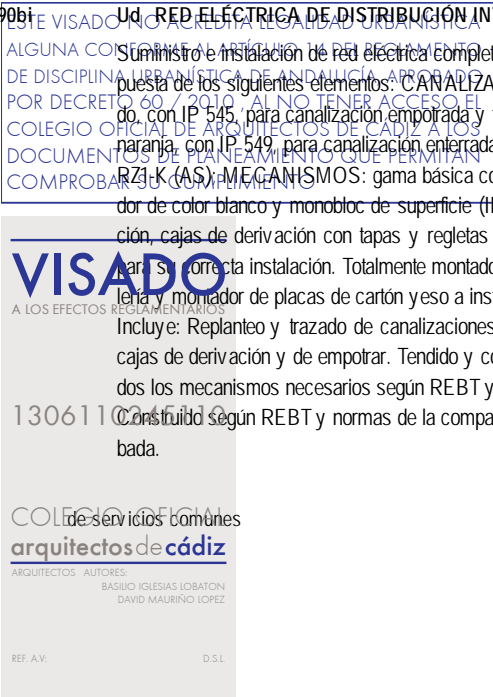 90bi Ud RED ELÉCTRICA DE DISTRIBUCIÓN IN
ESTE VISADO NO ACREDITA LEGALIDAD URBANÍSTICA
ALGUNA CONFORME AL ARTÍCULO 14 DEL REGLAMENTO
DE DISCIPLINA URBANÍSTICA DE ANDALUCÍA, APROBADO
POR DECRETO 60 / 2010 , AL NO TENER ACCESO EL
COLEGIO OFICIAL DE ARQUITECTOS DE CÁDIZ A LOS
DOCUMENTOS DE PLANEAMIENTO QUE PERMITAN
COMPROBAR SU CUMPLIMIENTO
Suministro e instalación de red eléctrica complet
puesta de los siguientes elementos: CANALIZA
do, con IP 545, para canalización empotrada y
naranja, con IP 549, para canalización enterrada
RZ1-K (AS); MECANISMOS: gama básica co
dor de color blanco y monobloc de superficie (I
ción, cajas de derivación con tapas y regletas
para su correcta instalación. Totalmente montado
lería y montador de placas de cartón yeso a ins
Incluye: Replanteo y trazado de canalizaciones
cajas de derivación y de empotrar. Tendido y co
dos los mecanismos necesarios según REBT y
Construido según REBT y normas de la compa
bada.
de servicios comunes
VISADO
A LOS EFECTOS REGLAMENTARIOS
COLEGIO OFICIAL
arquitectos de cádiz
ARQUITECTOS AUTORES:
BASILIO IGLESIAS LOBATON
DAVID MAURIÑO LOPEZ
REF. A.V: D.S.L.